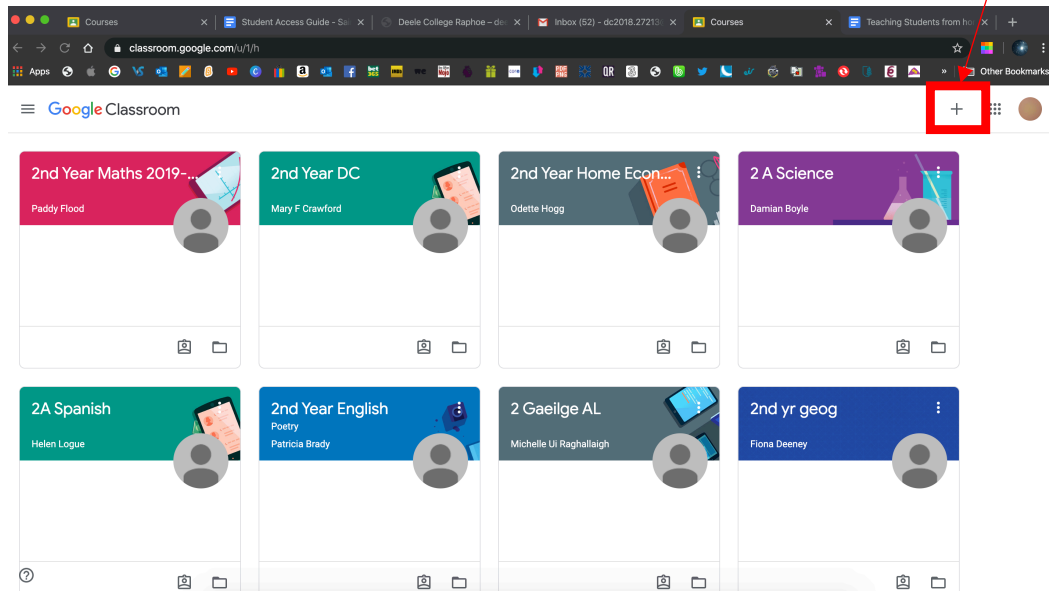 Courses
Student Access Guide - Sa
Deele College Raphoe – de
Inbox (52) - dc2018.27213
Courses
Teaching Students from ho
classroom.google.com/u/1/h
Apps
Other Bookmarks
Google Classroom
2nd Year Maths 2019-...
Paddy Flood
2nd Year DC
Mary F Crawford
2nd Year Home Econ...
Odette Hogg
2 A Science
Damian Boyle
2A Spanish
Helen Logue
2nd Year English
Poetry
Patricia Brady
2 Gaeilge AL
Michelle Ui Raghallaigh
2nd yr geog
Fiona Deeney